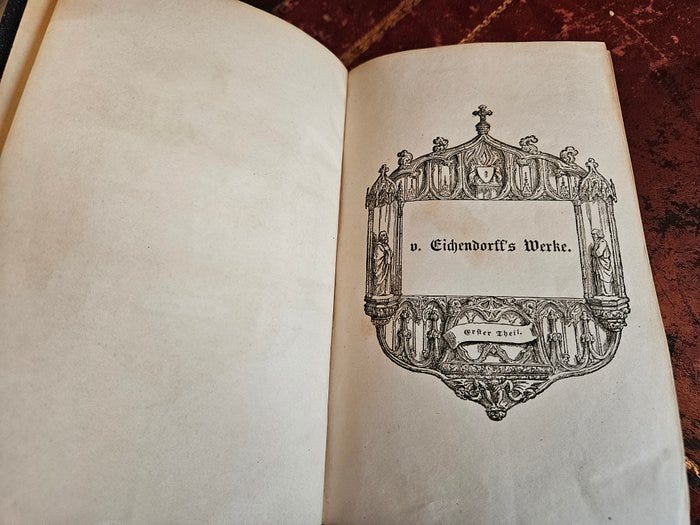 v. Eichendorff's Werke.
Erster Theil.